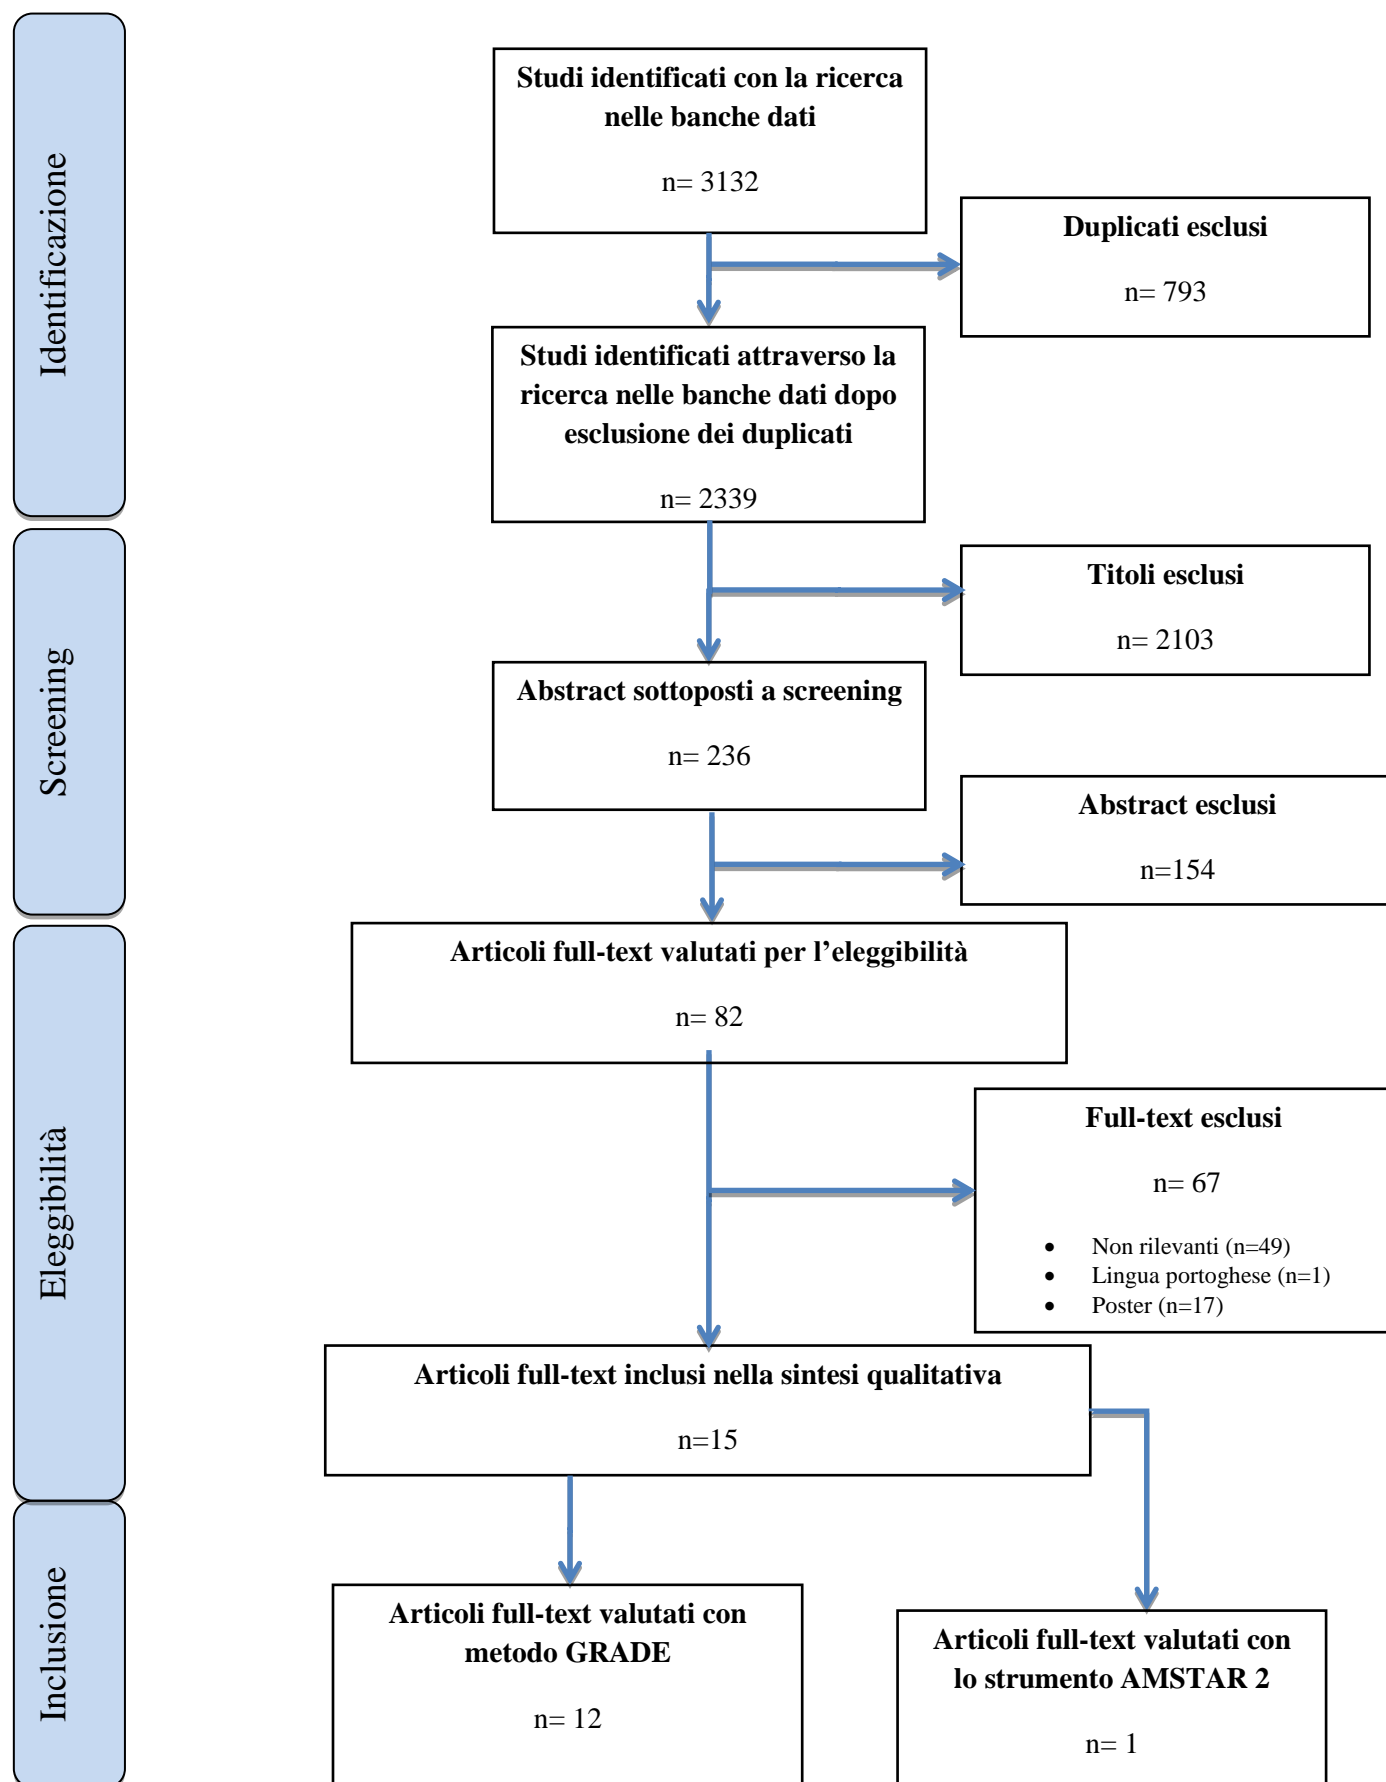 Identificazione
Studi identificati con la ricerca
nelle banche dati
n= 3132
Duplicati esclusi
n= 793
Studi identificati attraverso la
ricerca nelle banche dati dopo
esclusione dei duplicati
n= 2339
Screening
Titoli esclusi
n= 2103
Abstract sottoposti a screening
n= 236
Abstract esclusi
n=154
Eleggibilità
Articoli full-text valutati per l’eleggibilità
n= 82
Full-text esclusi
n= 67
• Non rilevanti (n=49)
• Lingua portoghese (n=1)
• Poster (n=17)
Articoli full-text inclusi nella sintesi qualitativa
n=15
Inclusione
Articoli full-text valutati con
metodo GRADE
n= 12
Articoli full-text valutati con
lo strumento AMSTAR 2
n= 1